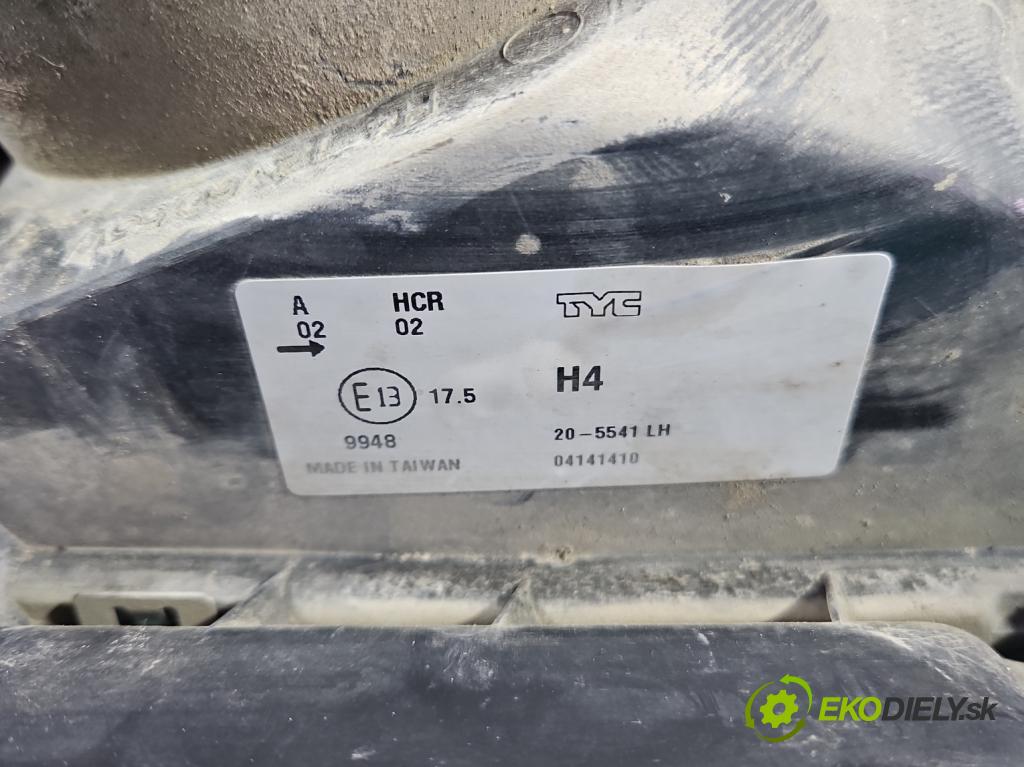 A HCR TYC
02 02
E13 17.5 H4
9948 20-5541 LH
MADE IN TAIWAN 04141410
EKODIELY.sk